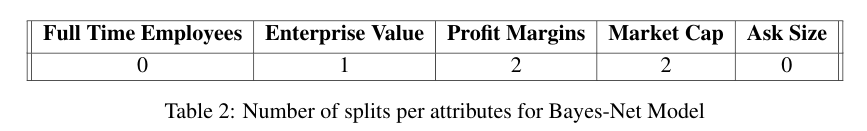 Full Time Employees Enterprise Value Profit Margins Market Cap Ask Size
0 1 2 2 0
Table 2: Number of splits per attributes for Bayes-Net Model